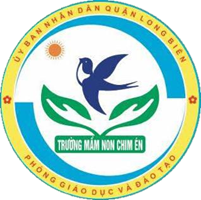 ỦY BAN NHÂN DÂN QUẬN LONG BIÊN
TRƯỜNG MẦM NON CHIM ÉN
PHÒNG GIÁO DỤC VÀ ĐÀO TẠO